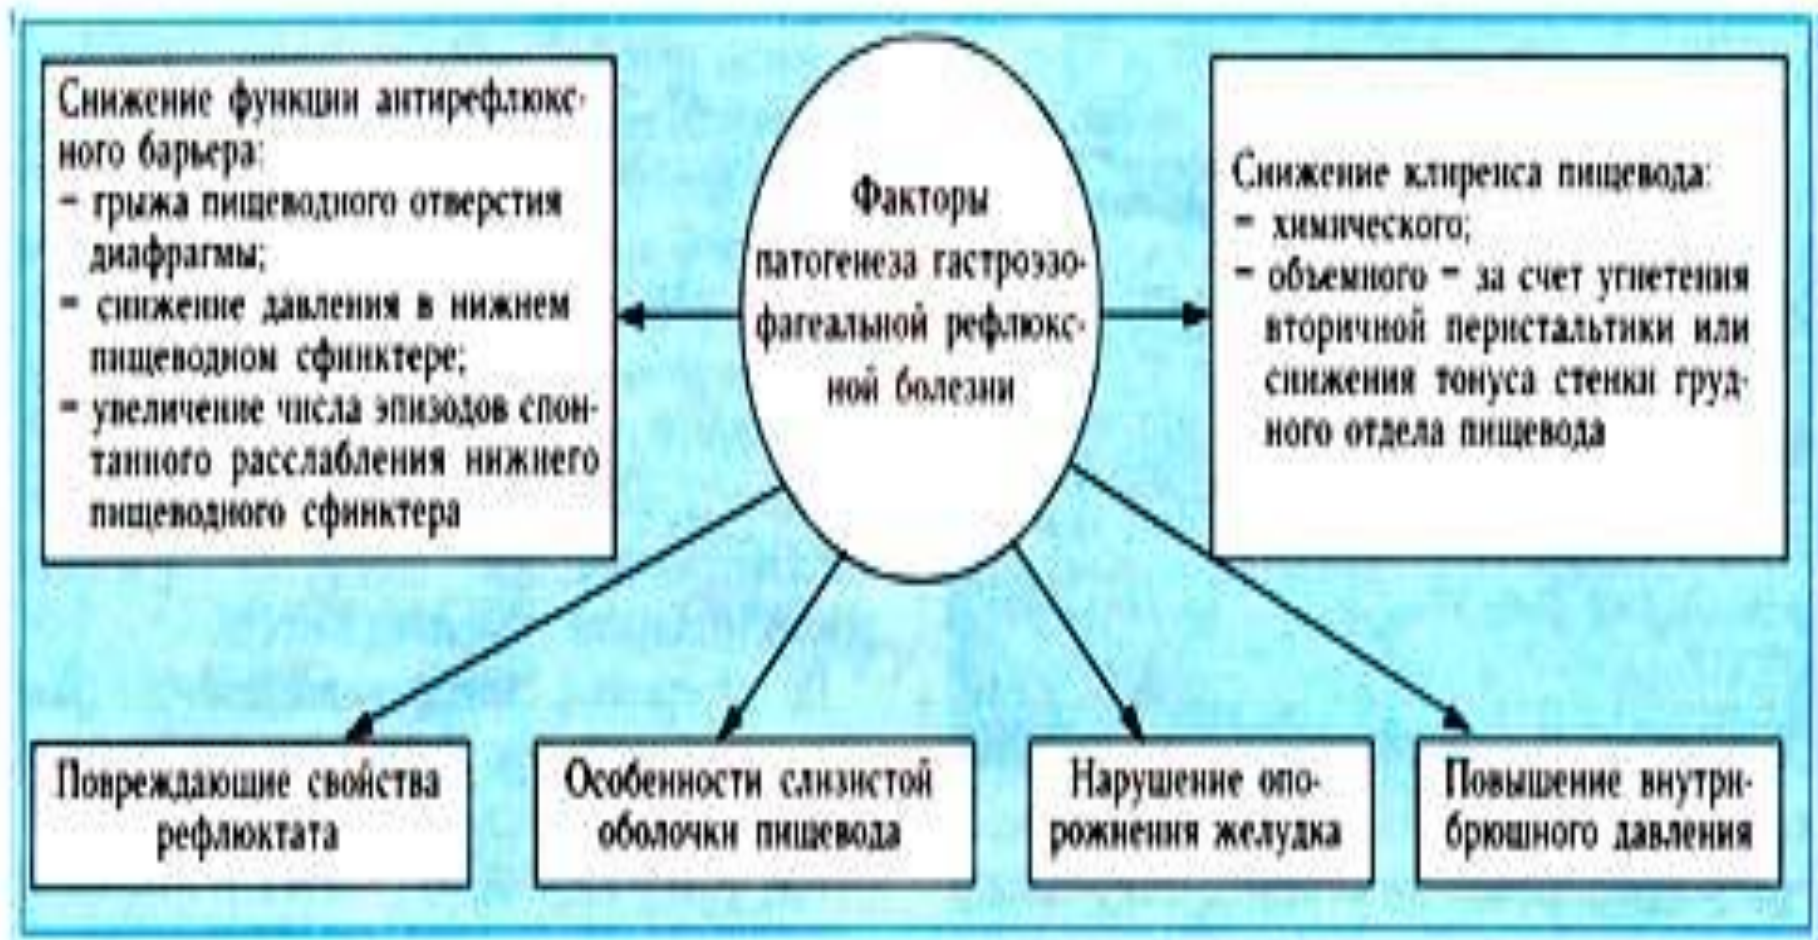 Снижение функции антирефлюкс-
ного барьера:
– грыжа пищеводного отверстия
диафрагмы;
– снижение давления в нижнем
пищеводном сфинктере;
– увеличение числа эпизодов спон-
танного расслабления нижнего
пищеводного сфинктера
Факторы
патогенеза гастроэзо-
фагеальной рефлюкс-
ной болезни
Снижение клиренса пищевода:
– химического;
– объемного – за счет угнетения
вторичной перистальтики или
снижения тонуса стенки груд-
ного отдела пищевода
Повреждающие свойства
рефлюктата
Особенности слизистой
оболочки пищевода
Нарушение опо-
рожнения желудка
Повышение внутри-
брюшного давления